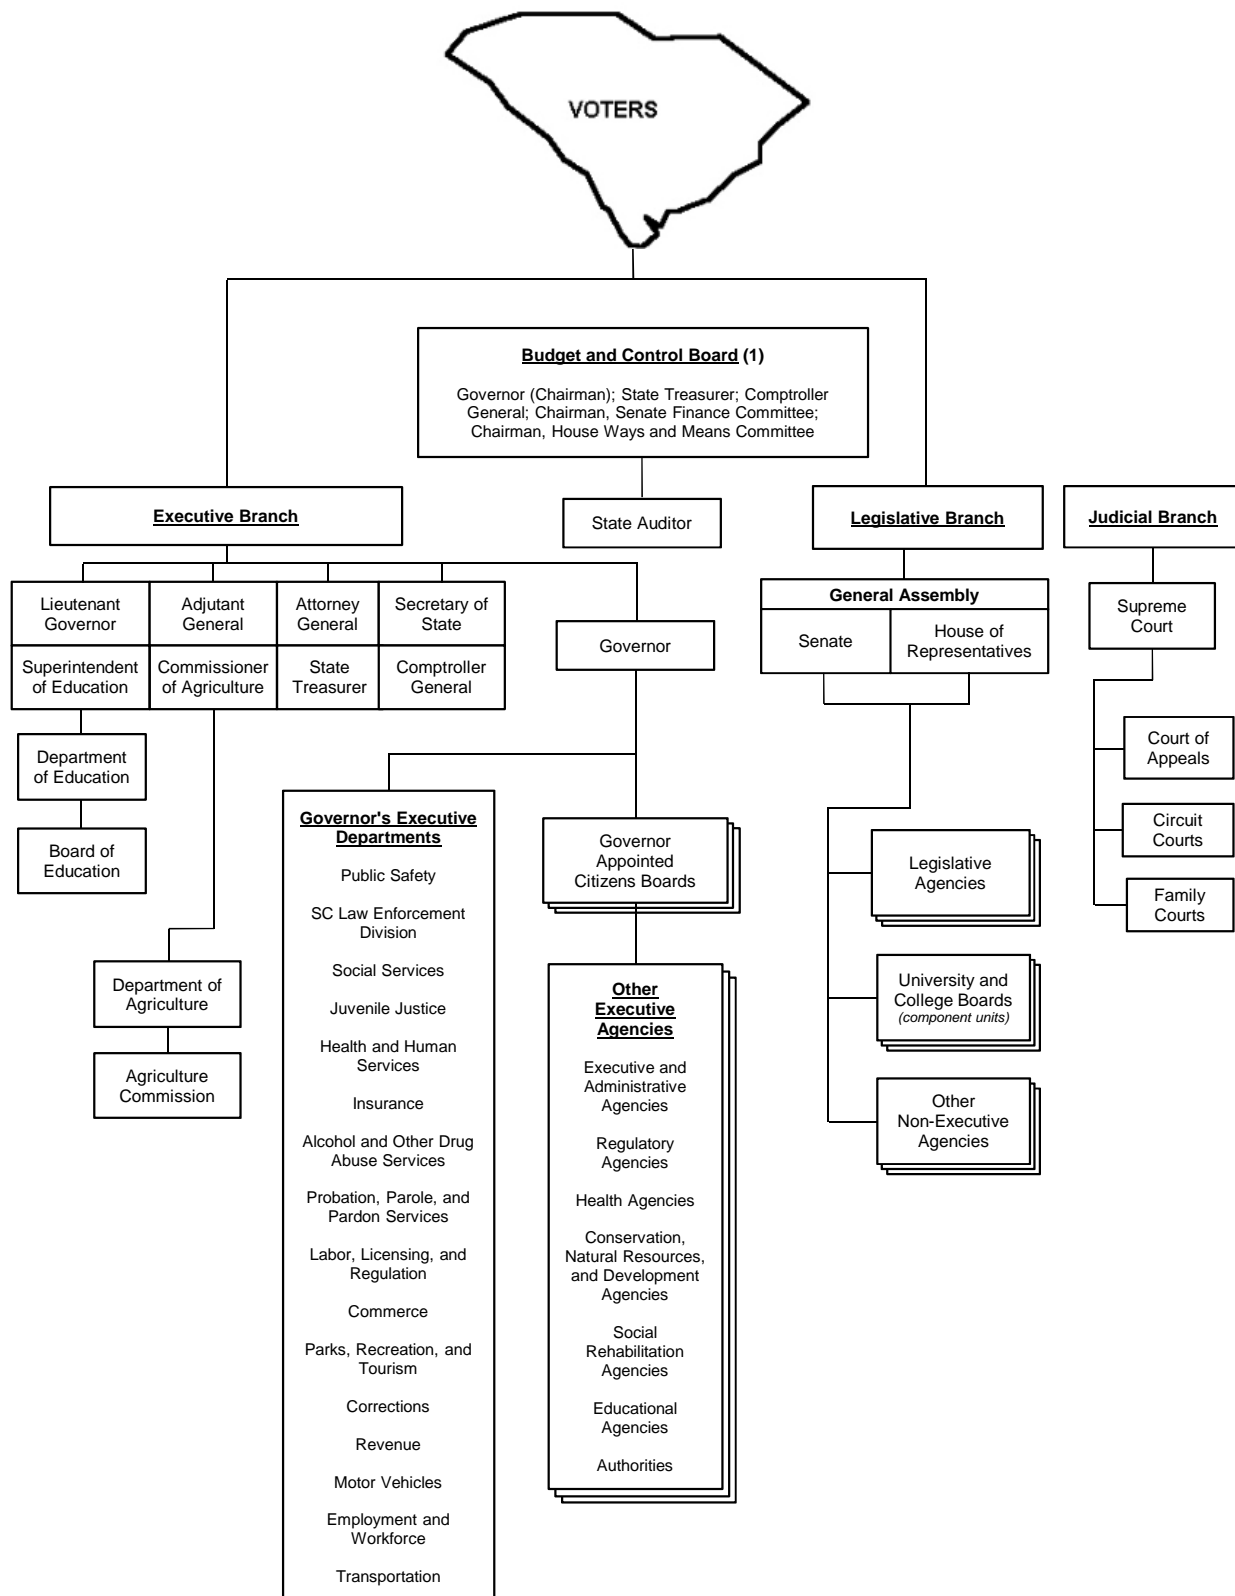 VOTERS
Budget and Control Board (1)
Governor (Chairman); State Treasurer; Comptroller
General; Chairman, Senate Finance Committee;
Chairman, House Ways and Means Committee
Executive Branch
State Auditor
Legislative Branch
Judicial Branch
Lieutenant
Governor
Adjutant
General
Attorney
General
Secretary of
State
Superintendent
of Education
Commissioner
of Agriculture
State
Treasurer
Comptroller
General
Governor
General Assembly
Senate
House of
Representatives
Supreme
Court
Department
of Education
Board of
Education
Department of
Agriculture
Agriculture
Commission
Governor's Executive
Departments
Public Safety
SC Law Enforcement
Division
Social Services
Juvenile Justice
Health and Human
Services
Insurance
Alcohol and Other Drug
Abuse Services
Probation, Parole, and
Pardon Services
Labor, Licensing, and
Regulation
Commerce
Parks, Recreation, and
Tourism
Corrections
Revenue
Motor Vehicles
Employment and
Workforce
Transportation
Governor
Appointed
Citizens Boards
Other
Executive
Agencies
Executive and
Administrative
Agencies
Regulatory
Agencies
Health Agencies
Conservation,
Natural Resources,
and Development
Agencies
Social
Rehabilitation
Agencies
Educational
Agencies
Authorities
Legislative
Agencies
University and
College Boards
(component units)
Other
Non-Executive
Agencies
Court of
Appeals
Circuit
Courts
Family
Courts